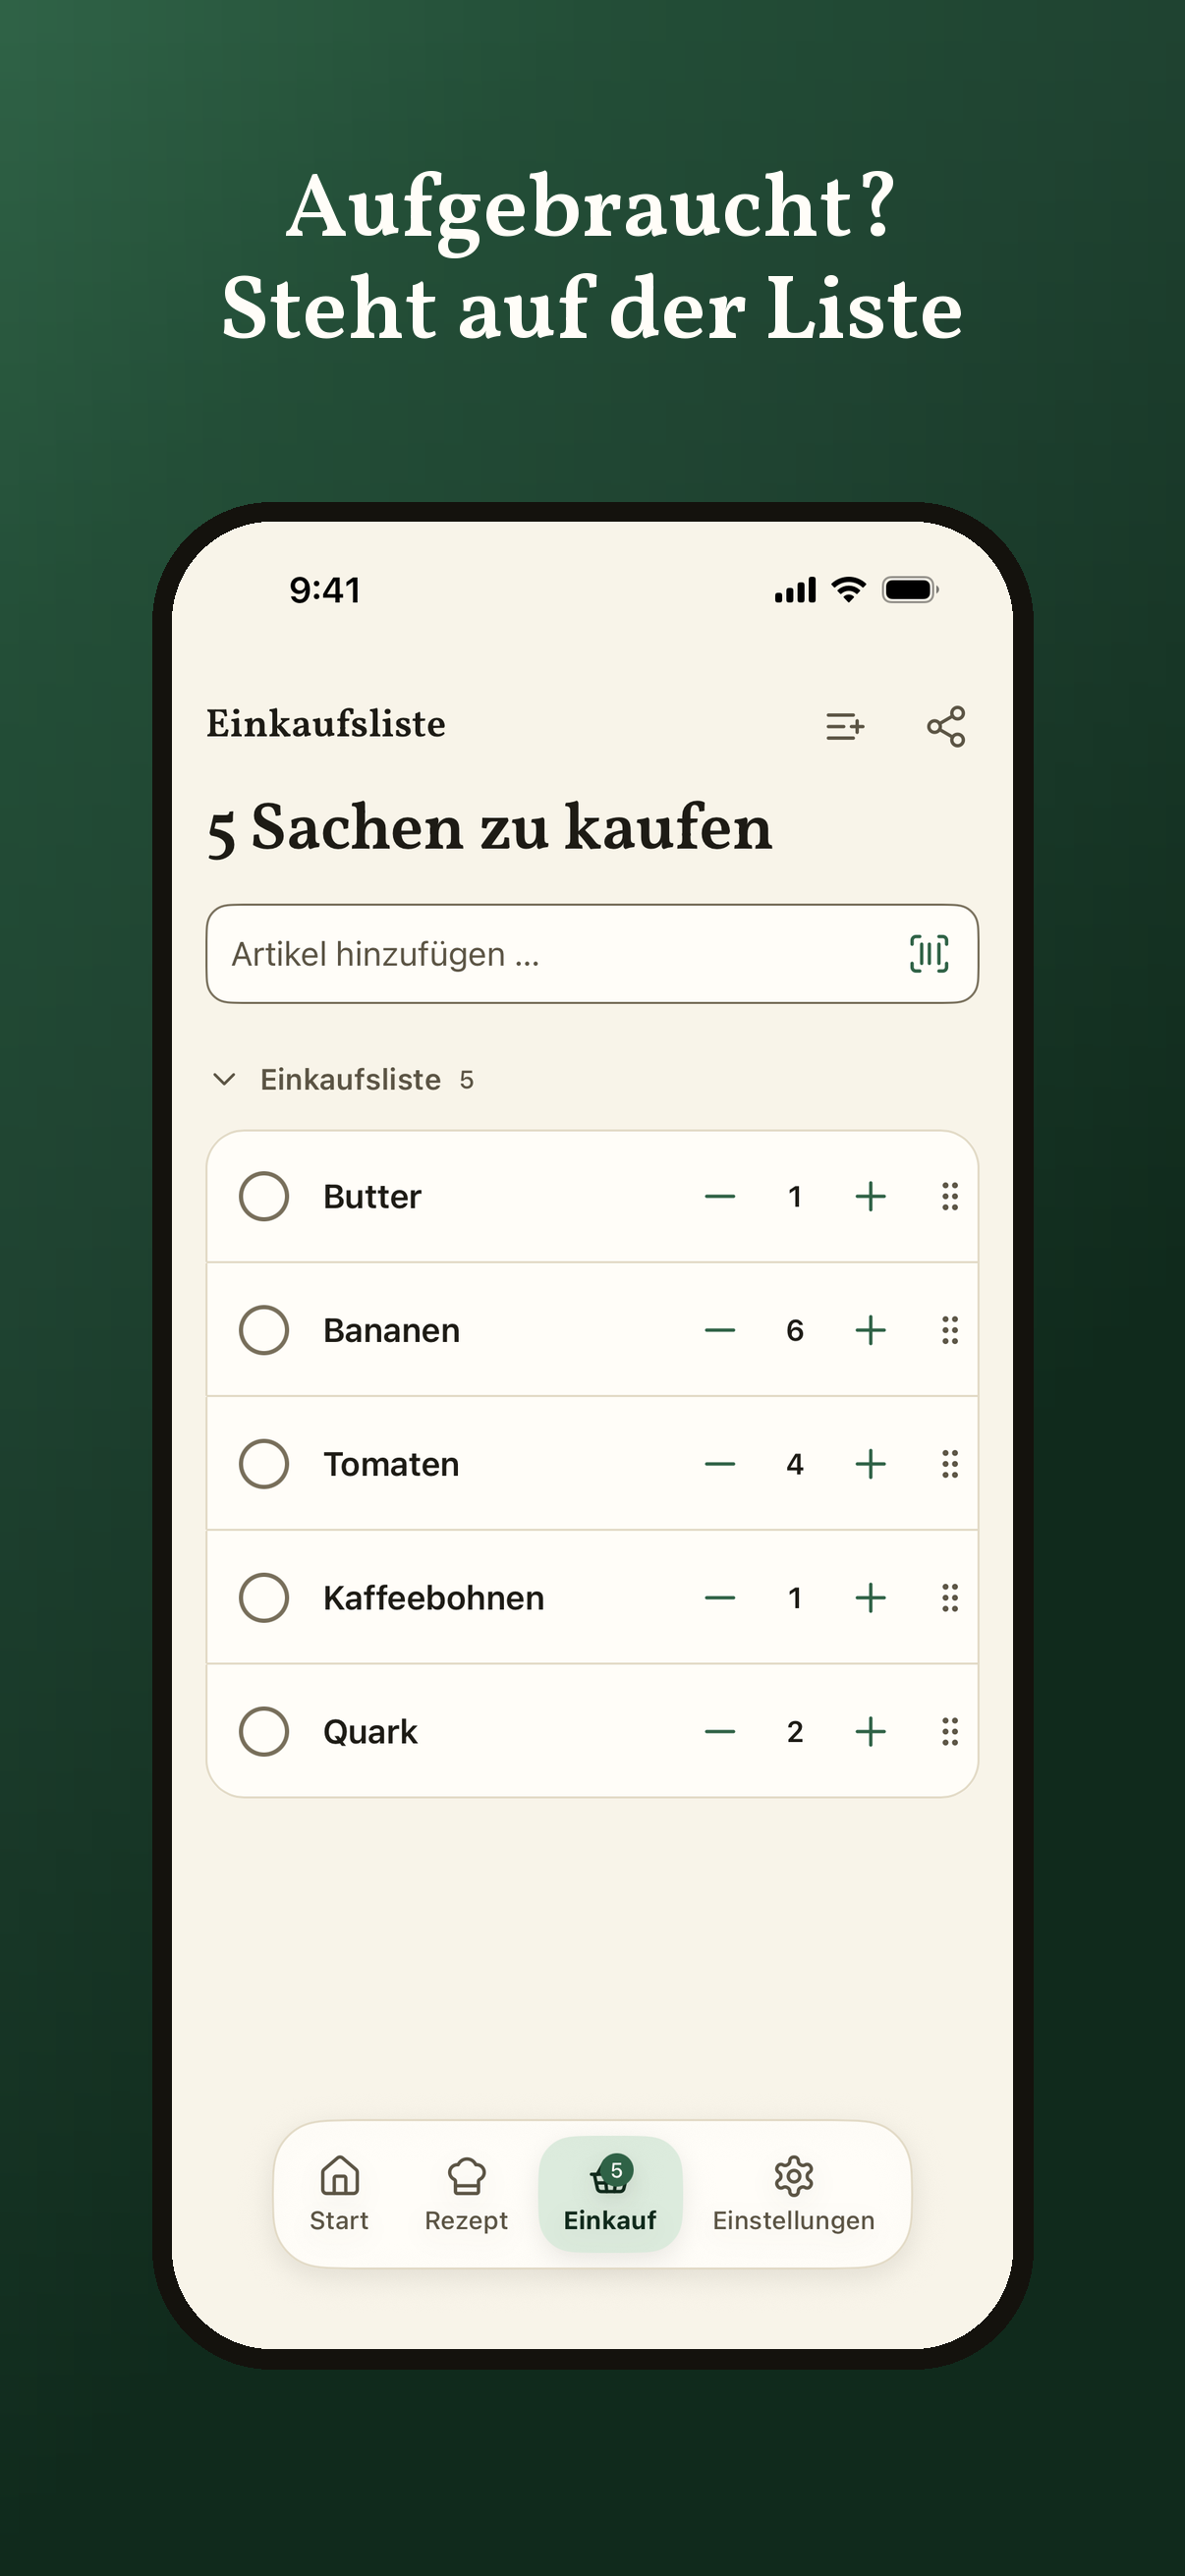 Aufgebraucht?
Steht auf der Liste
9:41
Einkaufsliste
5 Sachen zu kaufen
Artikel hinzufügen ...
Einkaufsliste 5
Butter 1
Bananen 6
Tomaten 4
Kaffeebohnen 1
Quark 2
5
Start Rezept Einkauf Einstellungen